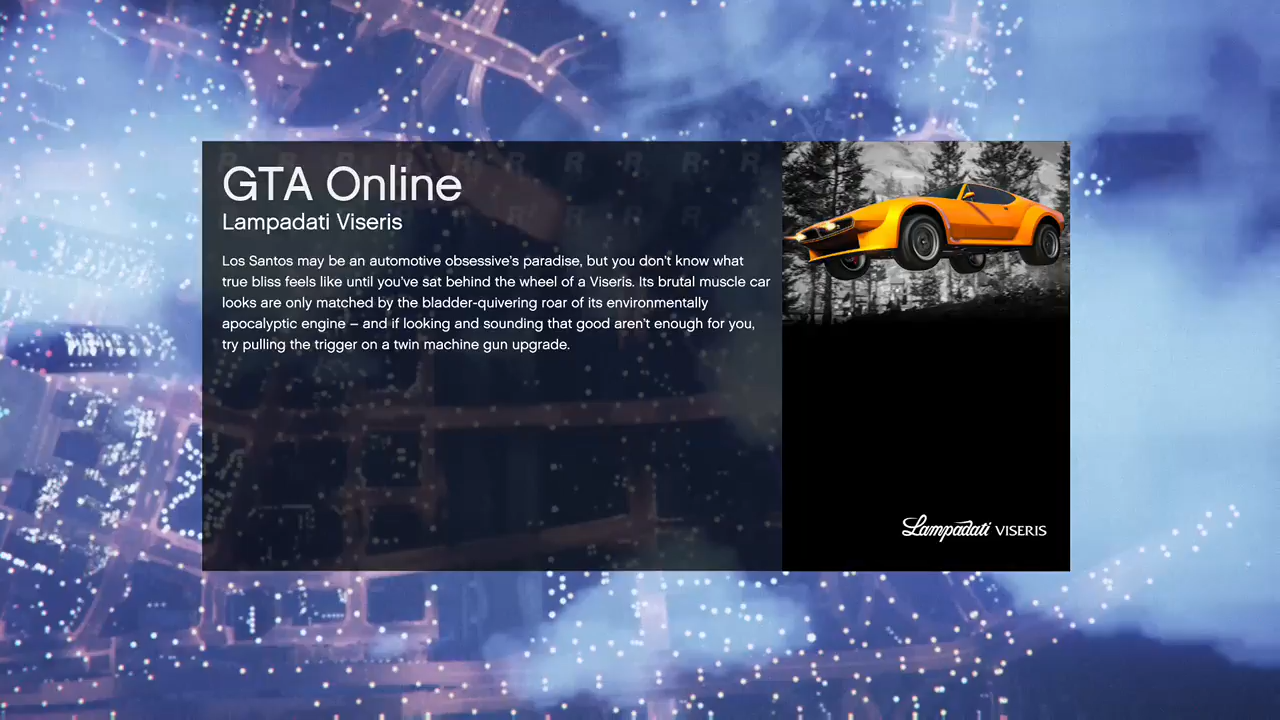 GTA Online
Lampadati Viseris
Los Santos may be an automotive obsessive's paradise, but you don't know what
true bliss feels like until you've sat behind the wheel of a Viseris. Its brutal muscle car
looks are only matched by the bladder-quivering roar of its environmentally
apocalyptic engine – and if looking and sounding that good aren't enough for you,
try pulling the trigger on a twin machine gun upgrade.
Lampadati VISERIS